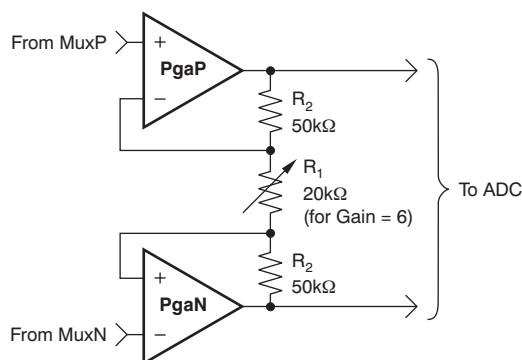 From MuxP
+
PgaP
−
R2
50kΩ
R1
20kΩ
(for Gain = 6)
To ADC
R2
50kΩ
+
PgaN
−
From MuxN